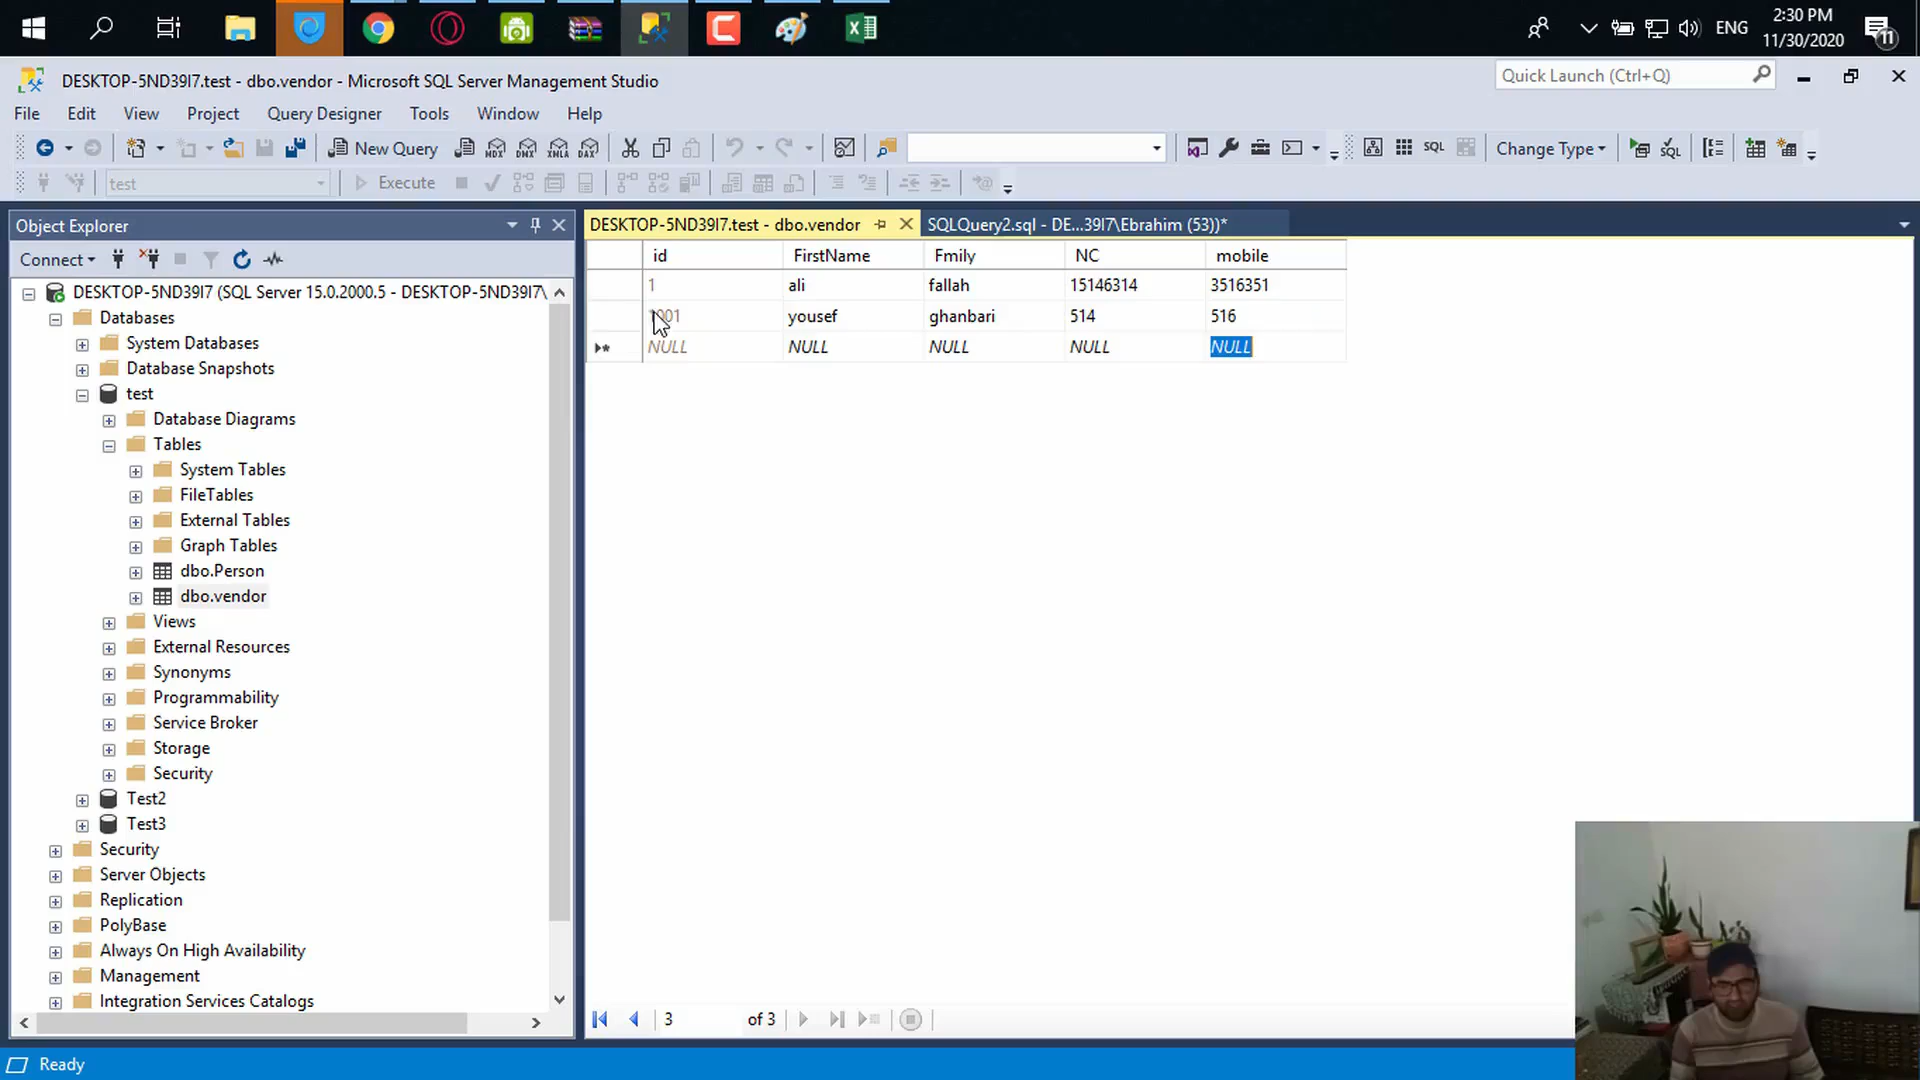 ENG
2:30 PM
11/30/2020
11
DESKTOP-5ND39I7.test - dbo.vendor - Microsoft SQL Server Management Studio
Quick Launch (Ctrl+Q)
File Edit View Project Query Designer Tools Window Help
New Query MDX DMX XMLA DAX SQL Change Type
test Execute
Object Explorer
DESKTOP-5ND39I7.test - dbo.vendor
SQLQuery2.sql - DE...39I7\Ebrahim (53))*
Connect
DESKTOP-5ND39I7 (SQL Server 15.0.2000.5 - DESKTOP-5ND39I7\
Databases
System Databases
Database Snapshots
test
Database Diagrams
Tables
System Tables
FileTables
External Tables
Graph Tables
dbo.Person
dbo.vendor
Views
External Resources
Synonyms
Programmability
Service Broker
Storage
Security
Test2
Test3
Security
Server Objects
Replication
PolyBase
Always On High Availability
Management
Integration Services Catalogs
id FirstName Fmily NC mobile
1 ali fallah 15146314 3516351
1001 yousef ghanbari 514 516
NULL NULL NULL NULL NULL
3 of 3
Ready